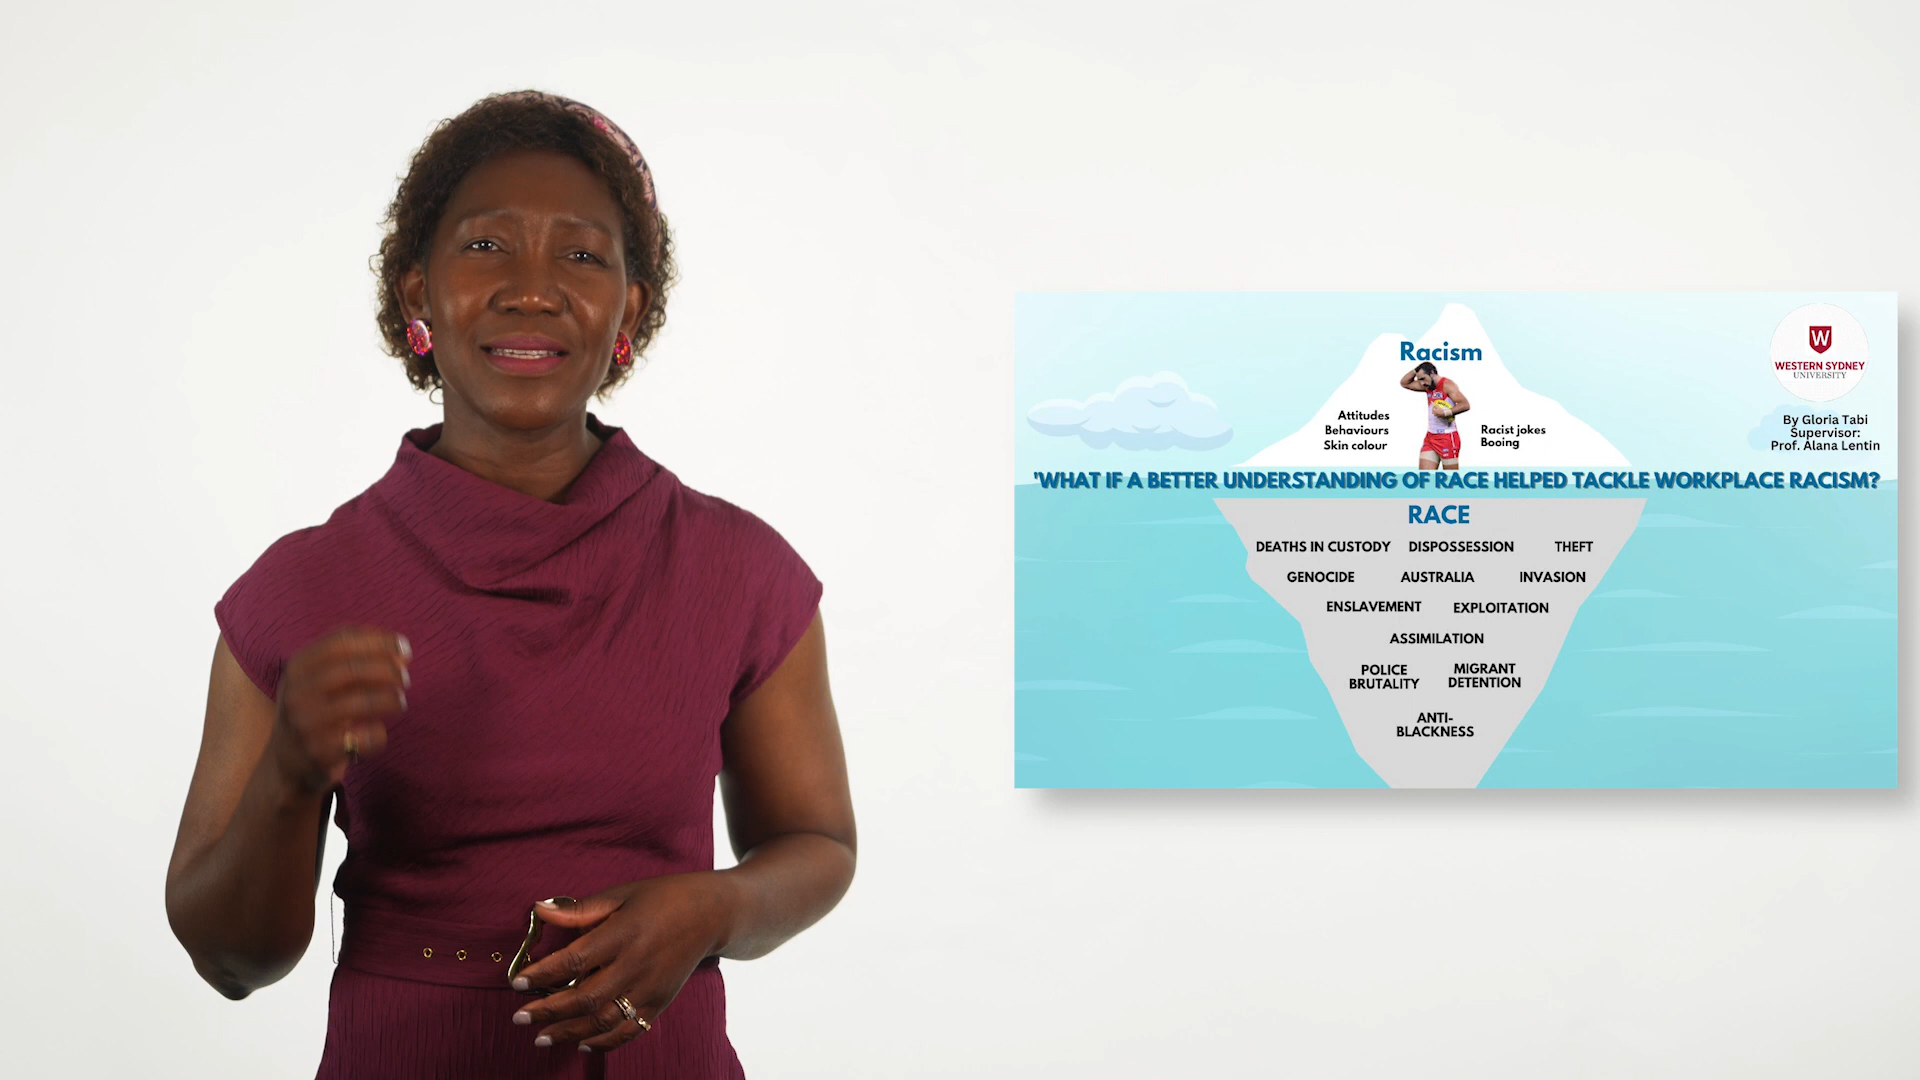 Racism
Attitudes
Behaviours
Skin colour
Racist jokes
Booing
W
WESTERN SYDNEY
UNIVERSITY
By Gloria Tabi
Supervisor:
Prof. Alana Lentin
'WHAT IF A BETTER UNDERSTANDING OF RACE HELPED TACKLE WORKPLACE RACISM?
RACE
DEATHS IN CUSTODY DISPOSSESSION THEFT
GENOCIDE AUSTRALIA INVASION
ENSLAVEMENT EXPLOITATION
ASSIMILATION
POLICE
BRUTALITY
MIGRANT
DETENTION
ANTI-
BLACKNESS